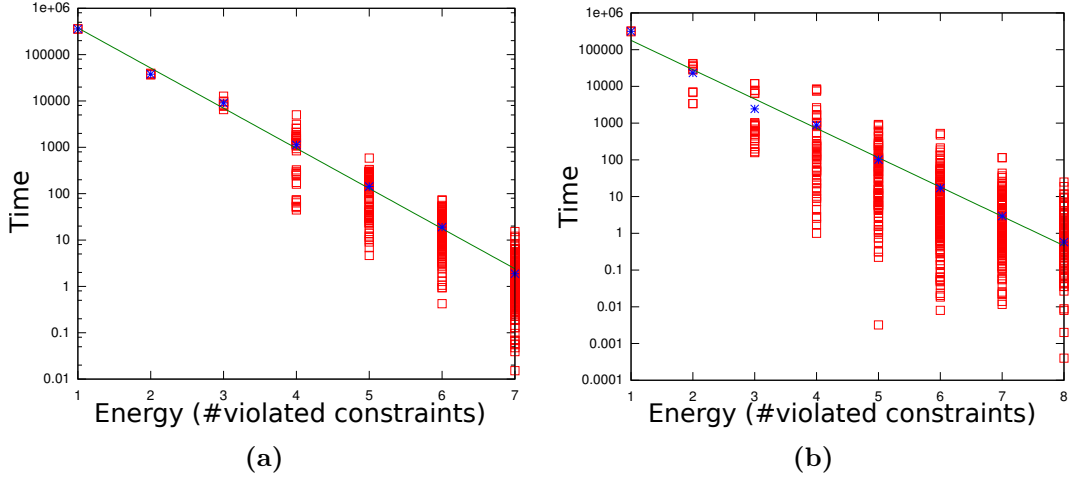 1e+06
100000
10000
1000
100
10
1
0.1
0.01
Time
1 2 3 4 5 6 7
Energy (#violated constraints)
(a)
1e+06
100000
10000
1000
100
10
1
0.1
0.01
0.001
0.0001
Time
1 2 3 4 5 6 7 8
Energy (#violated constraints)
(b)